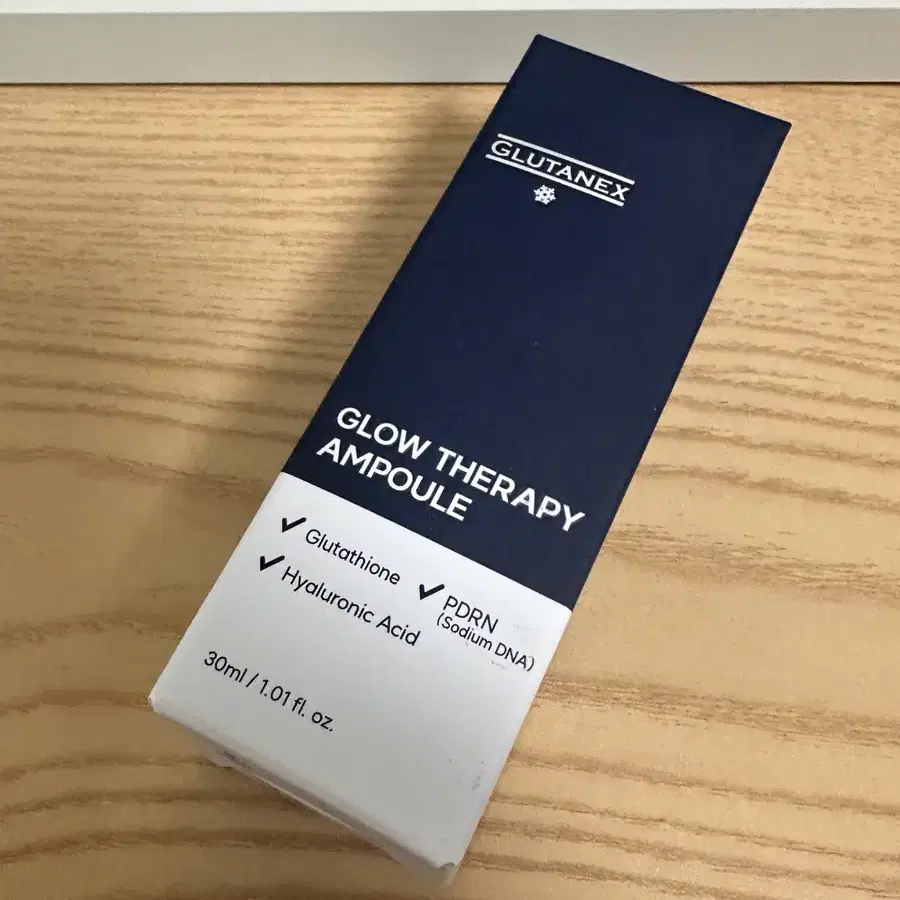 GLUTANEX
GLOW THERAPY
AMPOULE
✓ Glutathione
✓ PDRN
(Sodium DNA)
✓ Hyaluronic Acid
30ml / 1.01 fl. oz.